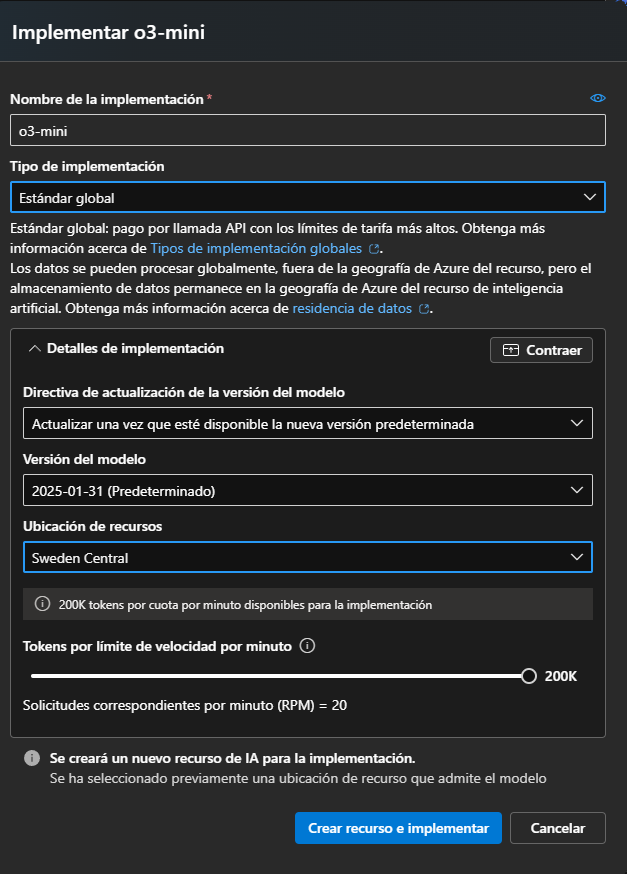 Implementar o3-mini
Nombre de la implementación *
o3-mini
Tipo de implementación
Estándar global
Estándar global: pago por llamada API con los límites de tarifa más altos. Obtenga más
información acerca de Tipos de implementación globales.
Los datos se pueden procesar globalmente, fuera de la geografía de Azure del recurso, pero el
almacenamiento de datos permanece en la geografía de Azure del recurso de inteligencia
artificial. Obtenga más información acerca de residencia de datos.
Detalles de implementación
Contraer
Directiva de actualización de la versión del modelo
Actualizar una vez que esté disponible la nueva versión predeterminada
Versión del modelo
2025-01-31 (Predeterminado)
Ubicación de recursos
Sweden Central
200K tokens por cuota por minuto disponibles para la implementación
Tokens por límite de velocidad por minuto
200K
Solicitudes correspondientes por minuto (RPM) = 20
Se creará un nuevo recurso de IA para la implementación.
Se ha seleccionado previamente una ubicación de recurso que admite el modelo
Crear recurso e implementar
Cancelar